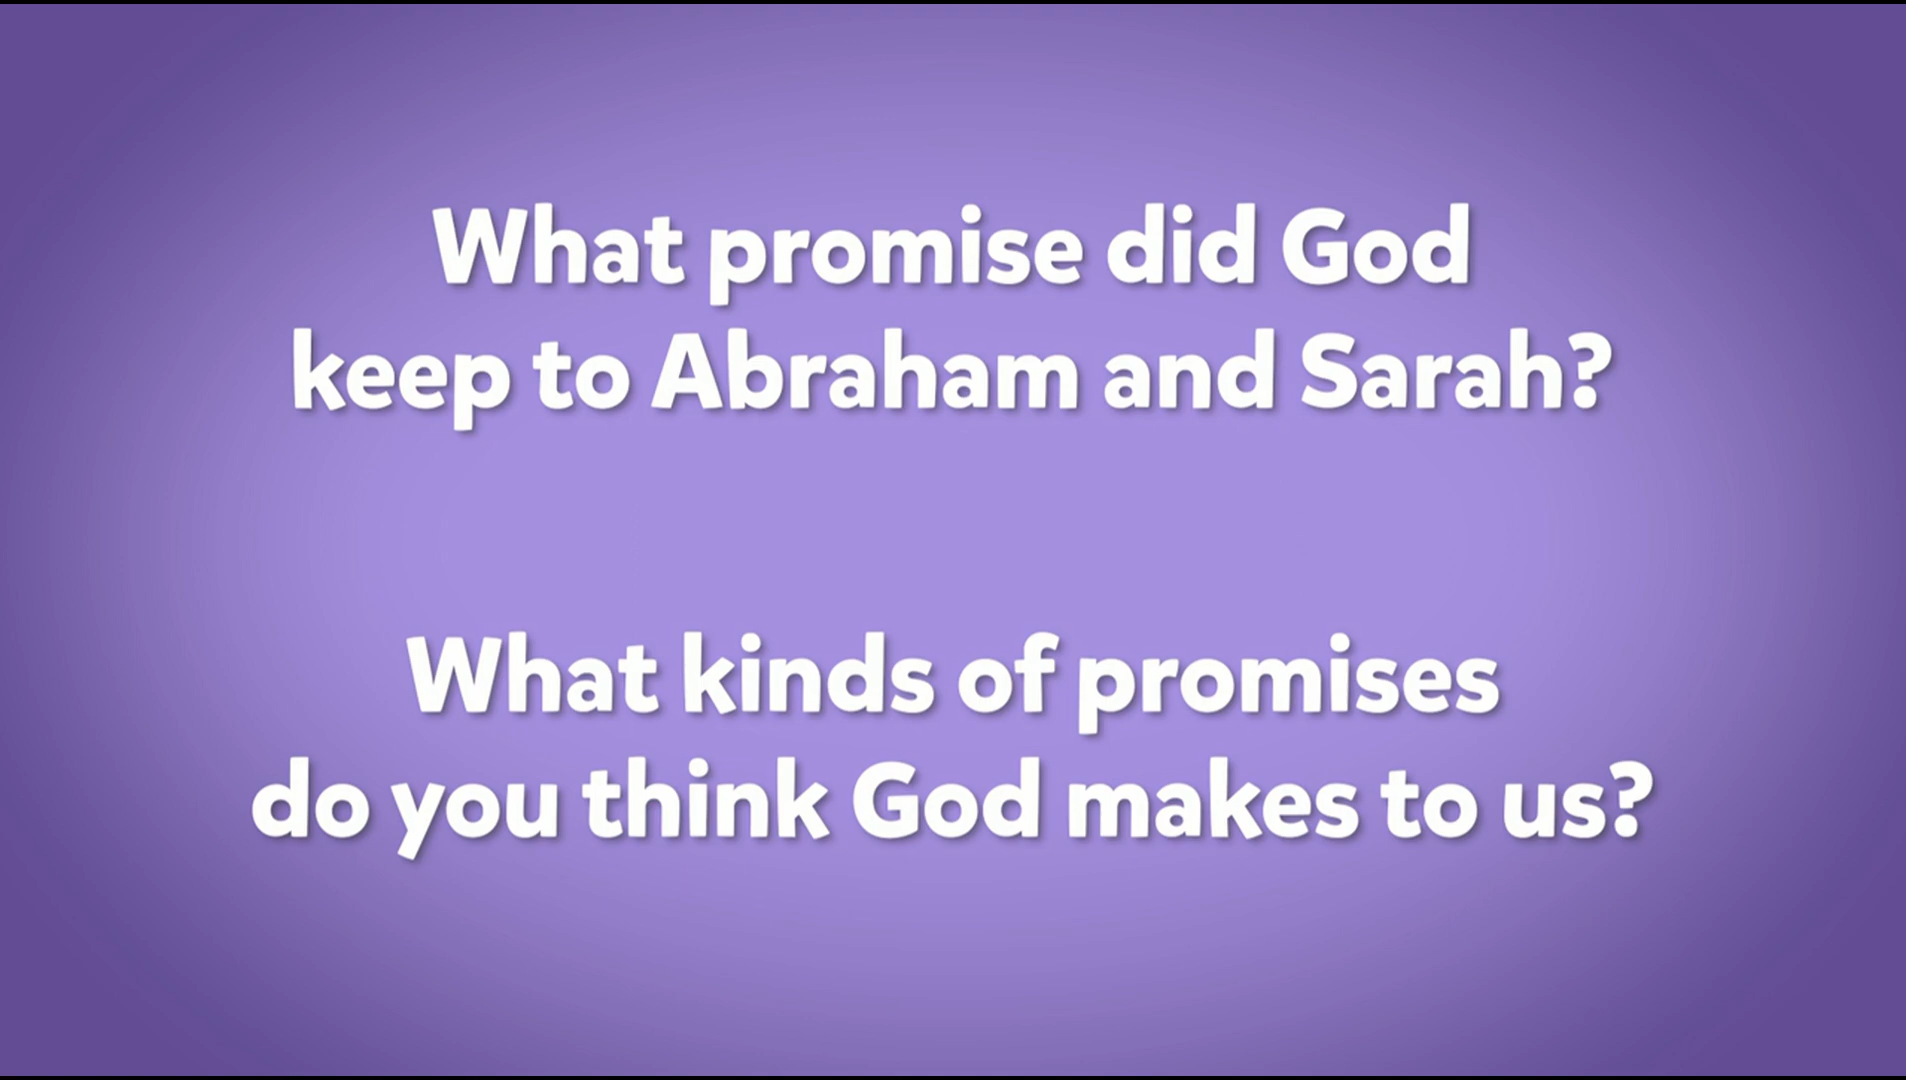 What promise did God
keep to Abraham and Sarah?
What kinds of promises
do you think God makes to us?